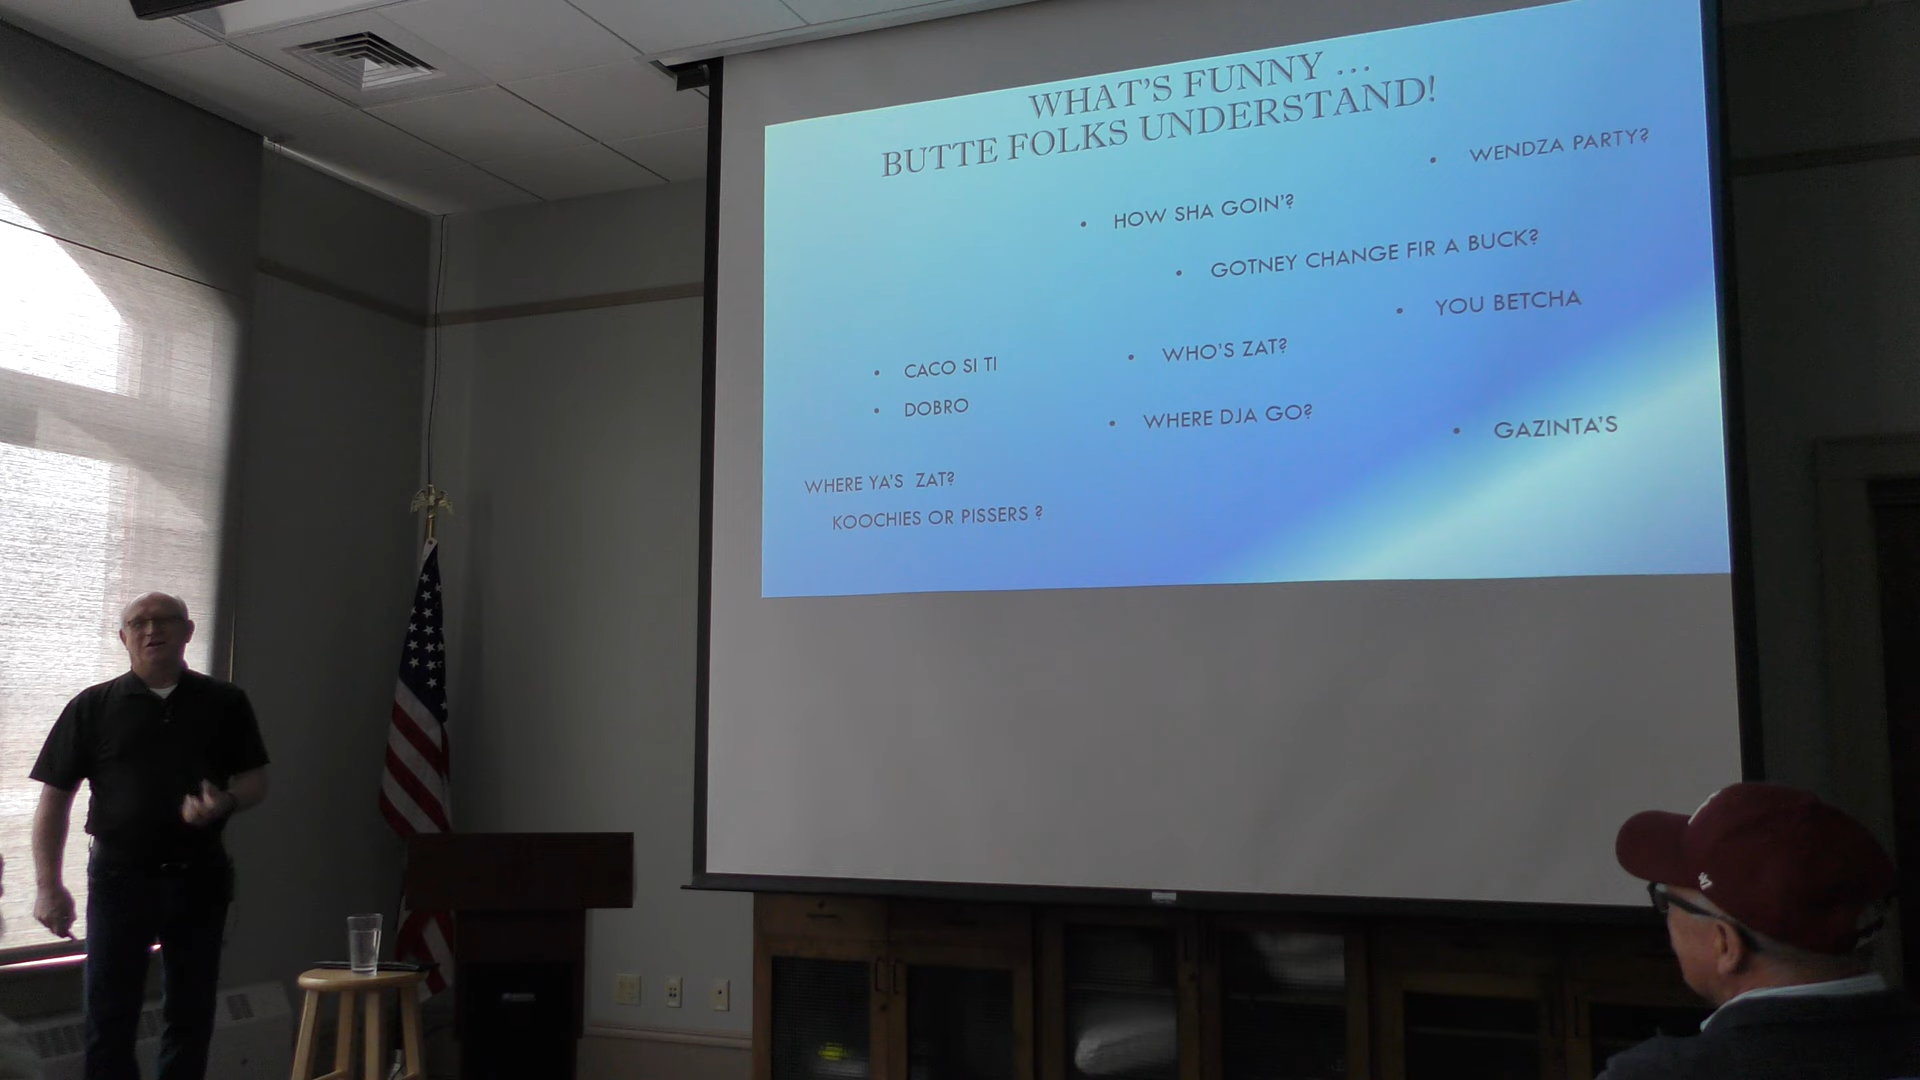 WHAT'S FUNNY ...
BUTTE FOLKS UNDERSTAND!
• WENDZA PARTY?
• HOW SHA GOIN'?
• GOTNEY CHANGE FIR A BUCK?
• YOU BETCHA
• WHO'S ZAT?
• CACO SI TI
• DOBRO
• WHERE DJA GO?
• GAZINTA'S
WHERE YA'S ZAT?
KOOCHIES OR PISSERS ?